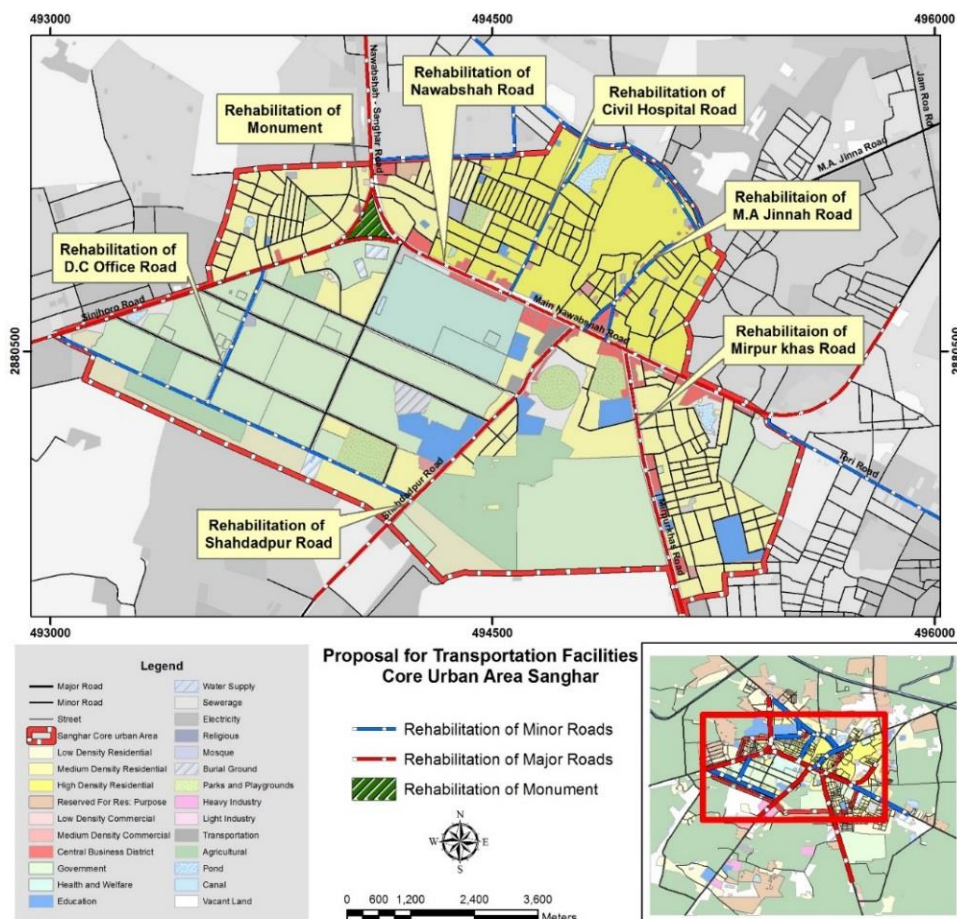 493000
494500
496000
Nawabshah - Sanghar Road
Rehabilitation of
Nawabshah Road
Rehabilitation of
Monument
Rehabilitation of
Civil Hospital Road
Jam Roa Rd
M.A. Jinna Road
Rehabilitaion of
M.A Jinnah Road
Rehabilitation of
D.C Office Road
Sinjhoro Road
Main Nawabshah Road
2880500
2880500
Rehabilitaion of
Mirpur khas Road
Tori Road
Shahdadpur Road
Mirpurkhas Road
Rehabilitation of
Shahdadpur Road
493000
494500
496000
Legend
Major Road
Minor Road
Street
Sanghar Core urban Area
Low Density Residential
Medium Density Residential
High Density Residential
Reserved For Res: Purpose
Low Density Commercial
Medium Density Commercial
Central Business District
Government
Health and Welfare
Education
Water Supply
Sewerage
Electricity
Religious
Mosque
Burial Ground
Parks and Playgrounds
Heavy Industry
Light Industry
Transportation
Agricultural
Pond
Canal
Vacant Land
Proposal for Transportation Facilities
Core Urban Area Sanghar
Rehabilitation of Minor Roads
Rehabilitation of Major Roads
Rehabilitation of Monument
N
W E
S
0 600 1,200 2,400 3,600
Meters